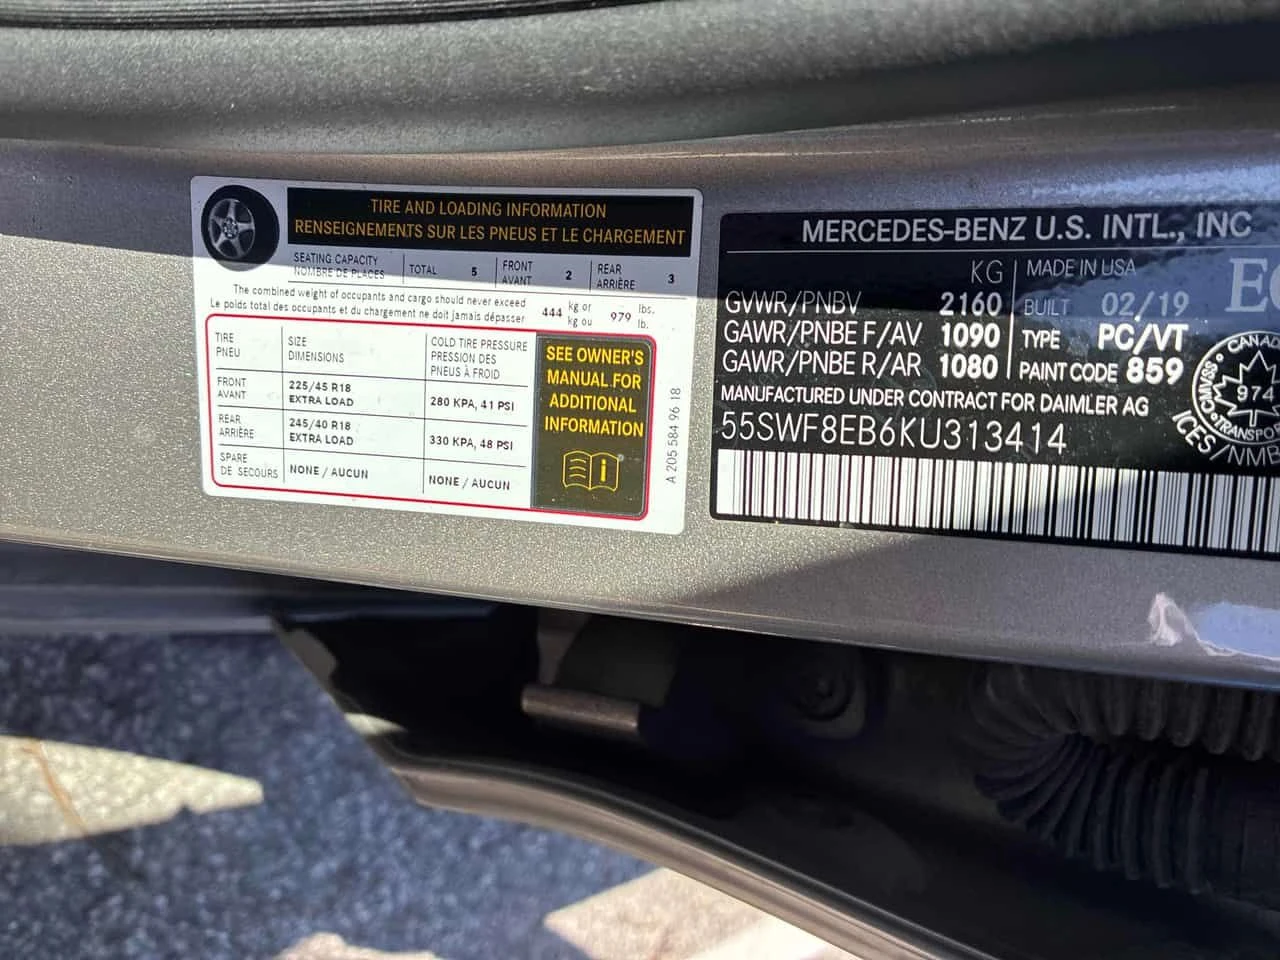 TIRE AND LOADING INFORMATION
RENSEIGNEMENTS SUR LES PNEUS ET LE CHARGEMENT
SEATING CAPACITY
NOMBRE DE PLACES
TOTAL 5
FRONT
AVANT 2
REAR
ARRIÈRE 3
The combined weight of occupants and cargo should never exceed
Le poids total des occupants et du chargement ne doit jamais dépasser
444 kg or
kg ou
979 lbs.
lb.
TIRE
PNEU
SIZE
DIMENSIONS
COLD TIRE PRESSURE
PRESSION DES
PNEUS À FROID
FRONT
AVANT
225/45 R18
EXTRA LOAD
280 KPA, 41 PSI
REAR
ARRIÈRE
245/40 R18
EXTRA LOAD
330 KPA, 48 PSI
SPARE
DE SECOURS
NONE / AUCUN
NONE / AUCUN
SEE OWNER'S
MANUAL FOR
ADDITIONAL
INFORMATION
A 205 584 96 18
MERCEDES-BENZ U.S. INTL., INC
KG
MADE IN USA
GVWR/PNBV 2160
BUILT 02/19
GAWR/PNBE F/AV 1090
TYPE PC/VT
GAWR/PNBE R/AR 1080
PAINT CODE 859
MANUFACTURED UNDER CONTRACT FOR DAIMLER AG
55SWF8EB6KU313414
974